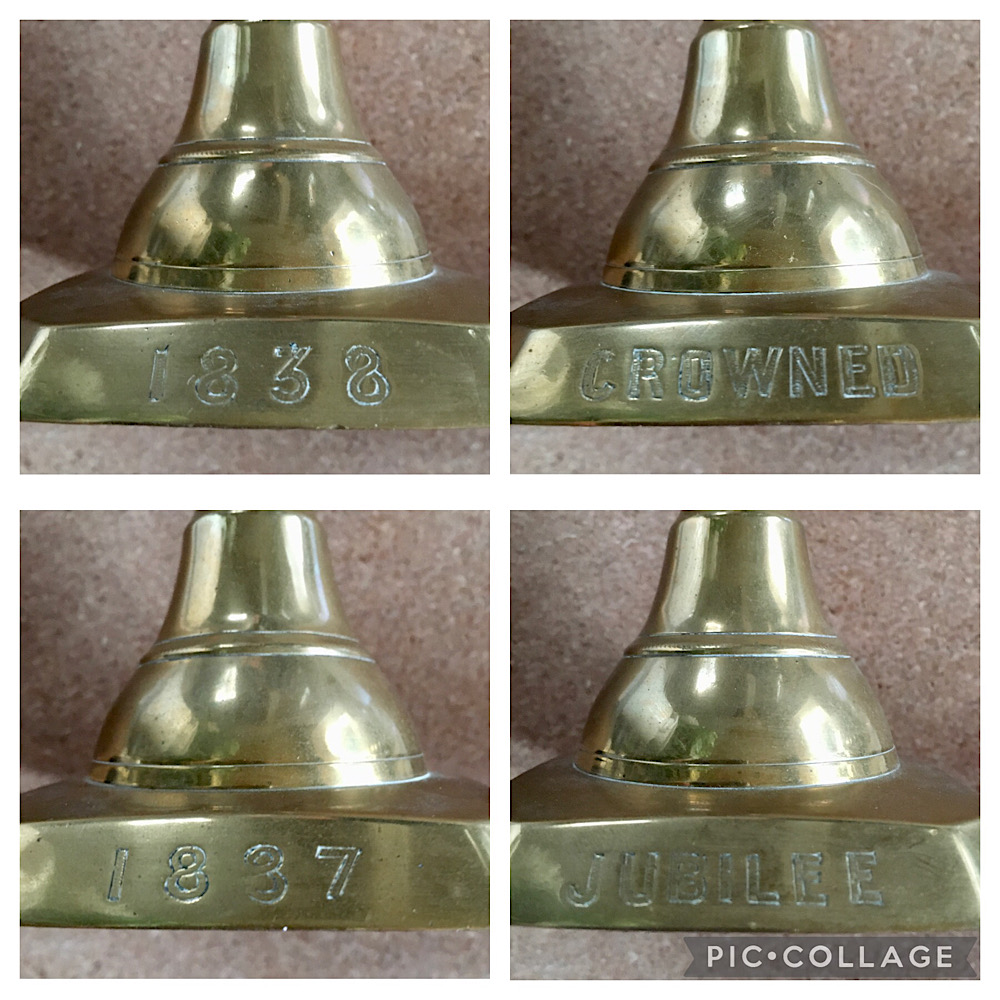 1838
CROWNED
1837
JUBILEE
PIC•COLLAGE